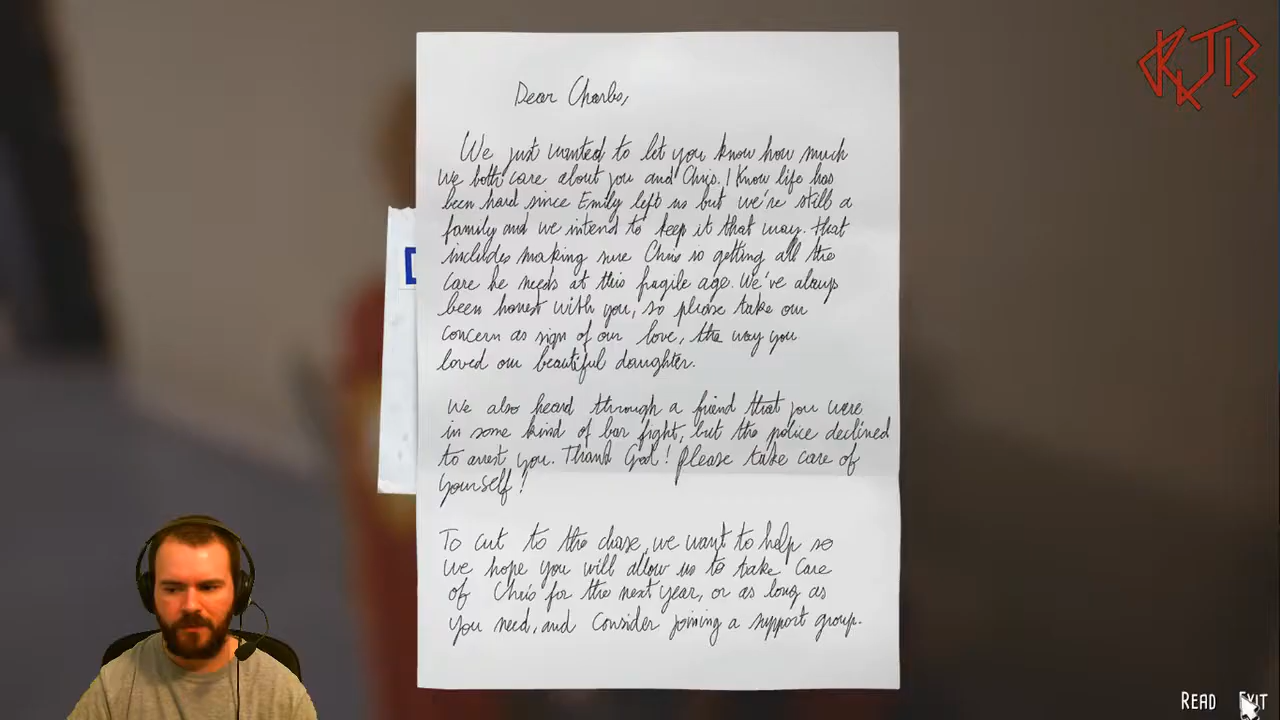 Dear Charles,
We just wanted to let you know how much
we both care about you and Chris. I know life has
been hard since Emily left us but we're still a
family and we intend to keep it that way. That
includes making sure Chris is getting all the
care he needs at this fragile age. We've always
been honest with you, so please take our
concern as sign of our love, the way you
loved our beautiful daughter.
We also heard through a friend that you were
in some kind of bar fight, but the police declined
to arrest you. Thank God! Please take care of
yourself!
To cut to the chase, we want to help so
we hope you will allow us to take care
of Chris for the next year, or as long as
you need, and consider joining a support group.
READ EXIT